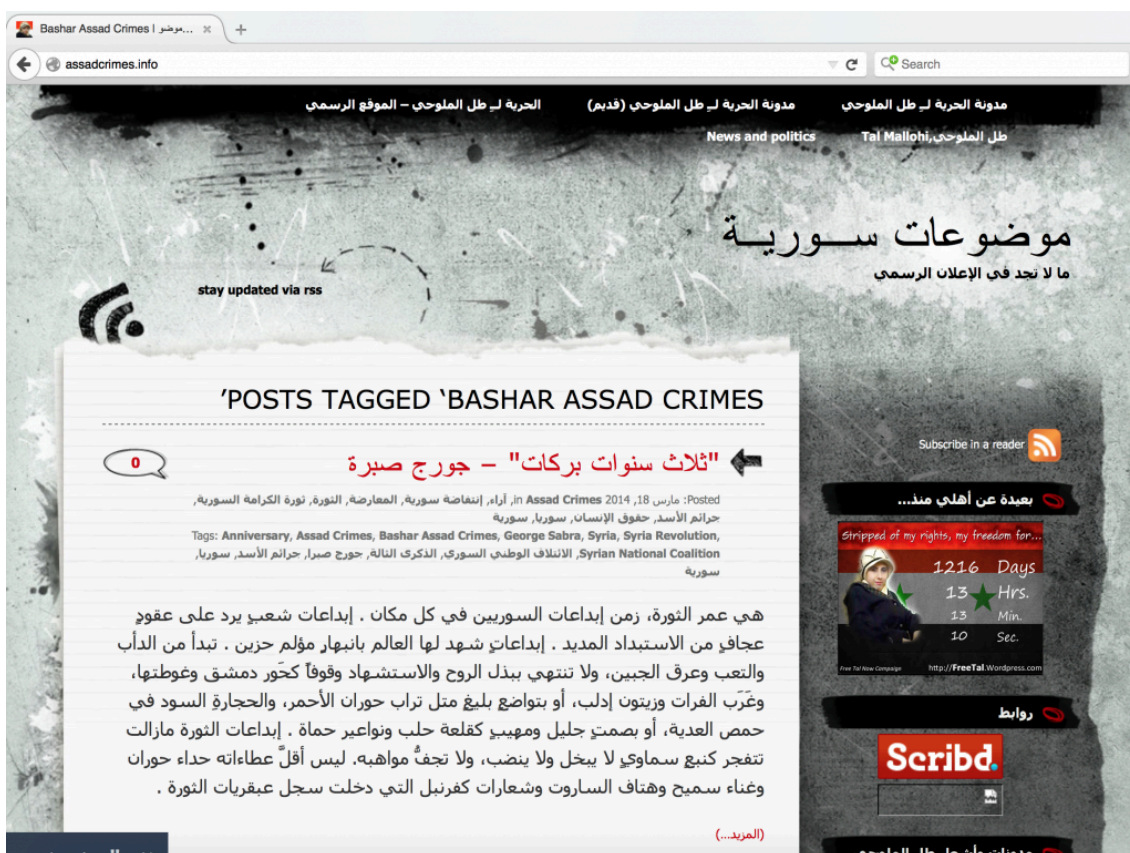 Bashar Assad Crimes | موضو...
assadcrimes.info
Search
مدونة الحرية لـِ طل الملوحي
مدونة الحرية لـِ طل الملوحي (قديم)
الحرية لـِ طل الملوحي – الموقع الرسمي
طل الملوحي,Tal Mallohi
News and politics
موضوعات ســوريــة
ما لا تجد في الإعلان الرسمي
stay updated via rss
'POSTS TAGGED ‘BASHAR ASSAD CRIMES
"ثلاث سنوات بركات" – جورج صبرة
0
Posted: مارس 18, 2014 in Assad Crimes, آراء, إنتفاضة سورية, المعارضة, الثورة, ثورة الكرامة السورية,
جرائم الأسد, حقوق الإنسان, سوريا, سورية
Tags: Anniversary, Assad Crimes, Bashar Assad Crimes, George Sabra, Syria, Syria Revolution,
Syrian National Coalition, الائتلاف الوطني السوري, الذكرى الثالة, جورج صبرا, جرائم الأسد, سوريا,
سورية
هي عمر الثورة، زمن إبداعات السوريين في كل مكان . إبداعات شعبٍ يرد على عقودٍ
عجافٍ من الاستبداد المديد . إبداعاتٍ شهد لها العالم بانبهارٍ مؤلم حزين . تبدأ من الدأب
والتعب وعرق الجبين، ولا تنتهي ببذل الروح والاستشهاد وقوفاً كحَور دمشق وغوطتها،
وغَرَب الفرات وزيتون إدلب، أو بتواضعٍ بليغٍ مثل تراب حوران الأحمر، والحجارةِ السود في
حمص العدية، أو بصمتٍ جليل ومهيبٍ كقلعة حلب ونواعير حماة . إبداعات الثورة مازالت
تتفجر كنبعٍ سماويٍ لا يبخل ولا ينضب، ولا تجفُّ مواهبه. ليس أقلَّ عطاءاته حداء حوران
وغناء سميح وهتاف الساروت وشعارات كفرنبل التي دخلت سجل عبقريات الثورة .
(المزيد...)
Subscribe in a reader
بعيدة عن أهلي منذ...
Stripped of my rights, my freedom for...
1216 Days
13 Hrs.
13 Min.
10 Sec.
Free Tal Now Campaign
http://FreeTal.Wordpress.com
روابط
Scribd.